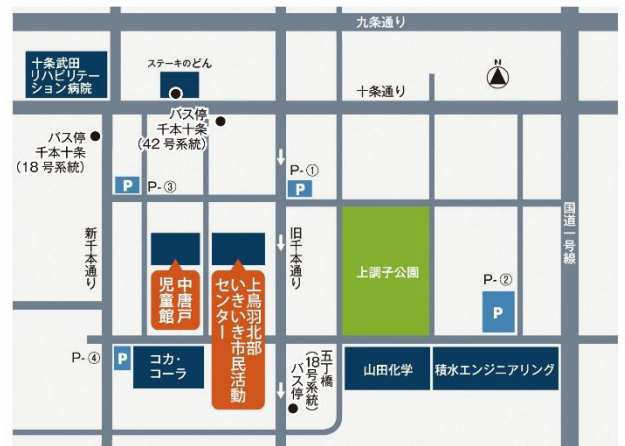 九条通り
十条武田
リハビリテー
ション病院
ステーキのどん
N
十条通り
バス停
千本十条
(42号系統)
バス停
千本十条
(18号系統)
P
P-③
P-①
P
新千本通り
旧千本通り
国道一号線
上調子公園
P-②
P
中唐戸
児童館
上鳥羽北部
いきいき市民活動
センター
P-④
P
コカ・
コーラ
五丁橋
(18号系統)
バス停
山田化学
積水エンジニアリング